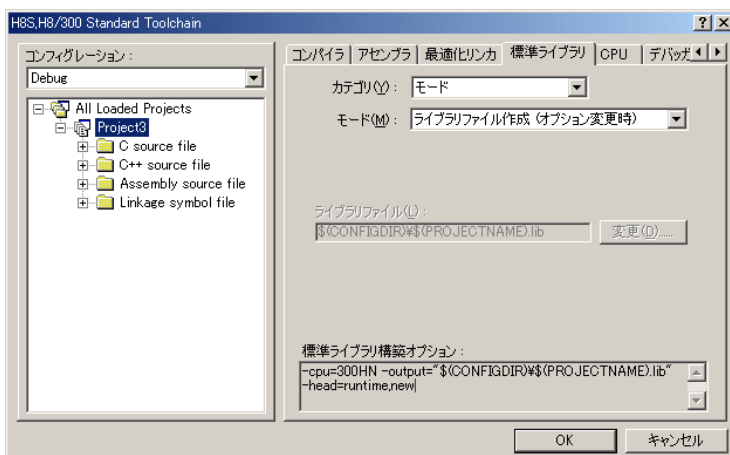 H8S,H8/300 Standard Toolchain
コンフィグレーション :
Debug
All Loaded Projects
Project3
C source file
C++ source file
Assembly source file
Linkage symbol file
コンパイラ アセンブラ 最適化リンカ 標準ライブラリ CPU デバッガ
カテゴリ(Y) : モード
モード(M) : ライブラリファイル作成 (オプション変更時)
ライブラリファイル(L) :
$(CONFIGDIR)¥$(PROJECTNAME).lib 変更(D)......
標準ライブラリ構築オプション :
-cpu=300HN -output="$(CONFIGDIR)¥$(PROJECTNAME).lib"
-head=runtime,new
OK キャンセル